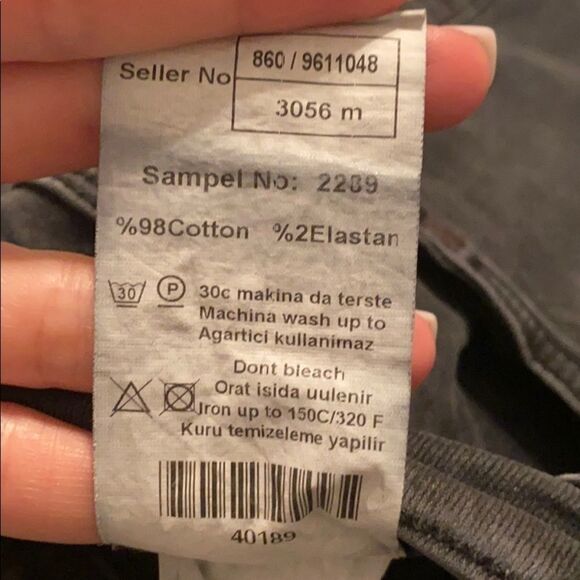 Seller No
860 / 9611048
3056 m
Sampel No: 2289
%98Cotton %2Elastan
30 P 30c makina da terste
Machina wash up to
Agartici kullanimaz
Dont bleach
Orat isida uulenir
Iron up to 150C/320 F
Kuru temizeleme yapilir
40189